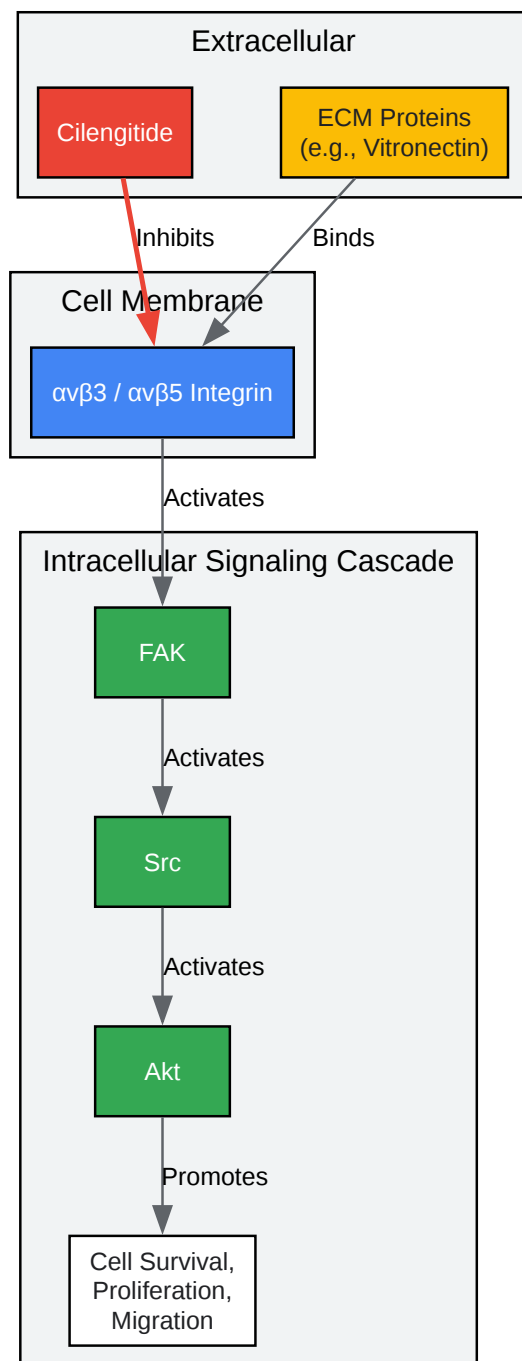 Extracellular
Cilengitide
ECM Proteins
(e.g., Vitronectin)
Inhibits
Binds
Cell Membrane
αvβ3 / αvβ5 Integrin
Activates
Intracellular Signaling Cascade
FAK
Activates
Src
Activates
Akt
Promotes
Cell Survival,
Proliferation,
Migration